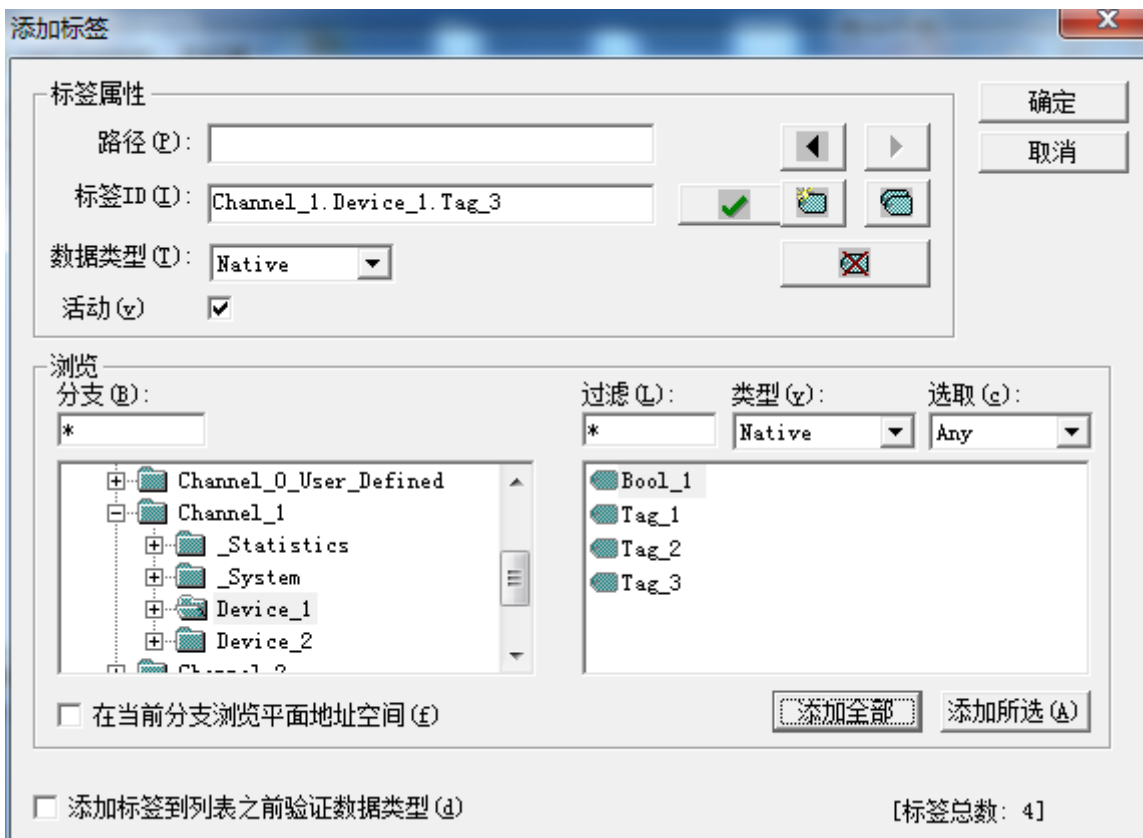 添加标签
标签属性
确定
路径(P):
取消
标签ID(I):
Channel_1.Device_1.Tag_3
数据类型(T):
Native
活动(v)
浏览
分支(B):
过滤(L):
类型(y):
选取(c):
*
*
Native
Any
Channel_0_User_Defined
Bool_1
Channel_1
Tag_1
_Statistics
Tag_2
_System
Tag_3
Device_1
Device_2
在当前分支浏览平面地址空间(f)
添加全部
添加所选(A)
添加标签到列表之前验证数据类型(d)
[标签总数: 4]